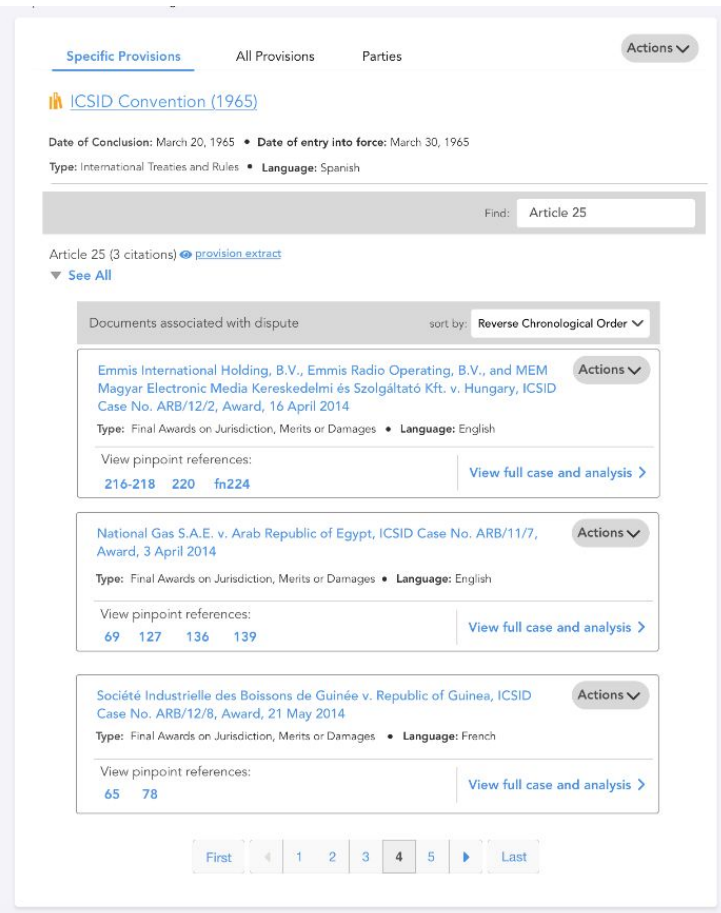 Specific Provisions All Provisions Parties Actions
ICSID Convention (1965)
Date of Conclusion: March 20, 1965 • Date of entry into force: March 30, 1965
Type: International Treaties and Rules • Language: Spanish
Find: Article 25
Article 25 (3 citations) provision extract
See All
Documents associated with dispute sort by: Reverse Chronological Order
Emmis International Holding, B.V., Emmis Radio Operating, B.V., and MEM Actions
Magyar Electronic Media Kereskedelmi és Szolgáltató Kft. v. Hungary, ICSID
Case No. ARB/12/2, Award, 16 April 2014
Type: Final Awards on Jurisdiction, Merits or Damages • Language: English
View pinpoint references:
216-218 220 fn224
View full case and analysis
National Gas S.A.E. v. Arab Republic of Egypt, ICSID Case No. ARB/11/7, Actions
Award, 3 April 2014
Type: Final Awards on Jurisdiction, Merits or Damages • Language: English
View pinpoint references:
69 127 136 139
View full case and analysis
Société Industrielle des Boissons de Guinée v. Republic of Guinea, ICSID Actions
Case No. ARB/12/8, Award, 21 May 2014
Type: Final Awards on Jurisdiction, Merits or Damages • Language: French
View pinpoint references:
65 78
View full case and analysis
First 1 2 3 4 5 Last